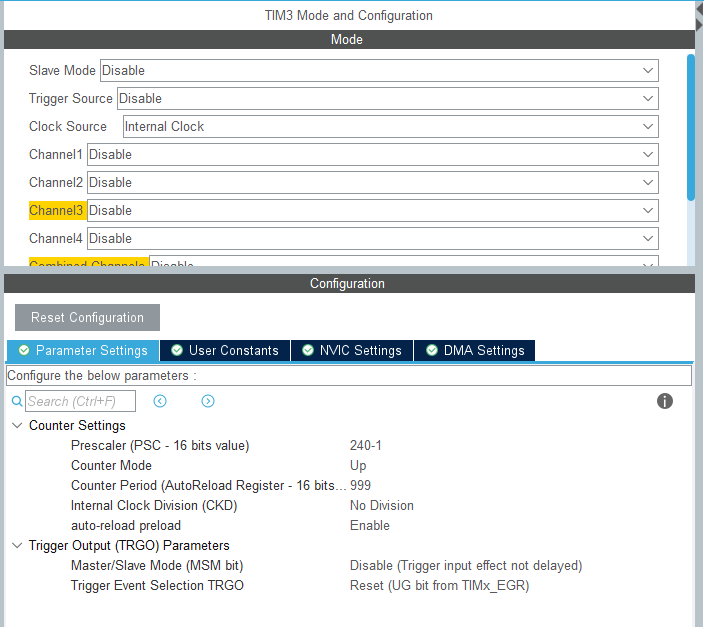 TIM3 Mode and Configuration
Mode
Slave Mode Disable
Trigger Source Disable
Clock Source Internal Clock
Channel1 Disable
Channel2 Disable
Channel3 Disable
Channel4 Disable
Combined Channels Disable
Configuration
Reset Configuration
Parameter Settings User Constants NVIC Settings DMA Settings
Configure the below parameters :
Search (Ctrl+F)
Counter Settings
Prescaler (PSC - 16 bits value) 240-1
Counter Mode Up
Counter Period (AutoReload Register - 16 bits... 999
Internal Clock Division (CKD) No Division
auto-reload preload Enable
Trigger Output (TRGO) Parameters
Master/Slave Mode (MSM bit) Disable (Trigger input effect not delayed)
Trigger Event Selection TRGO Reset (UG bit from TIMx_EGR)